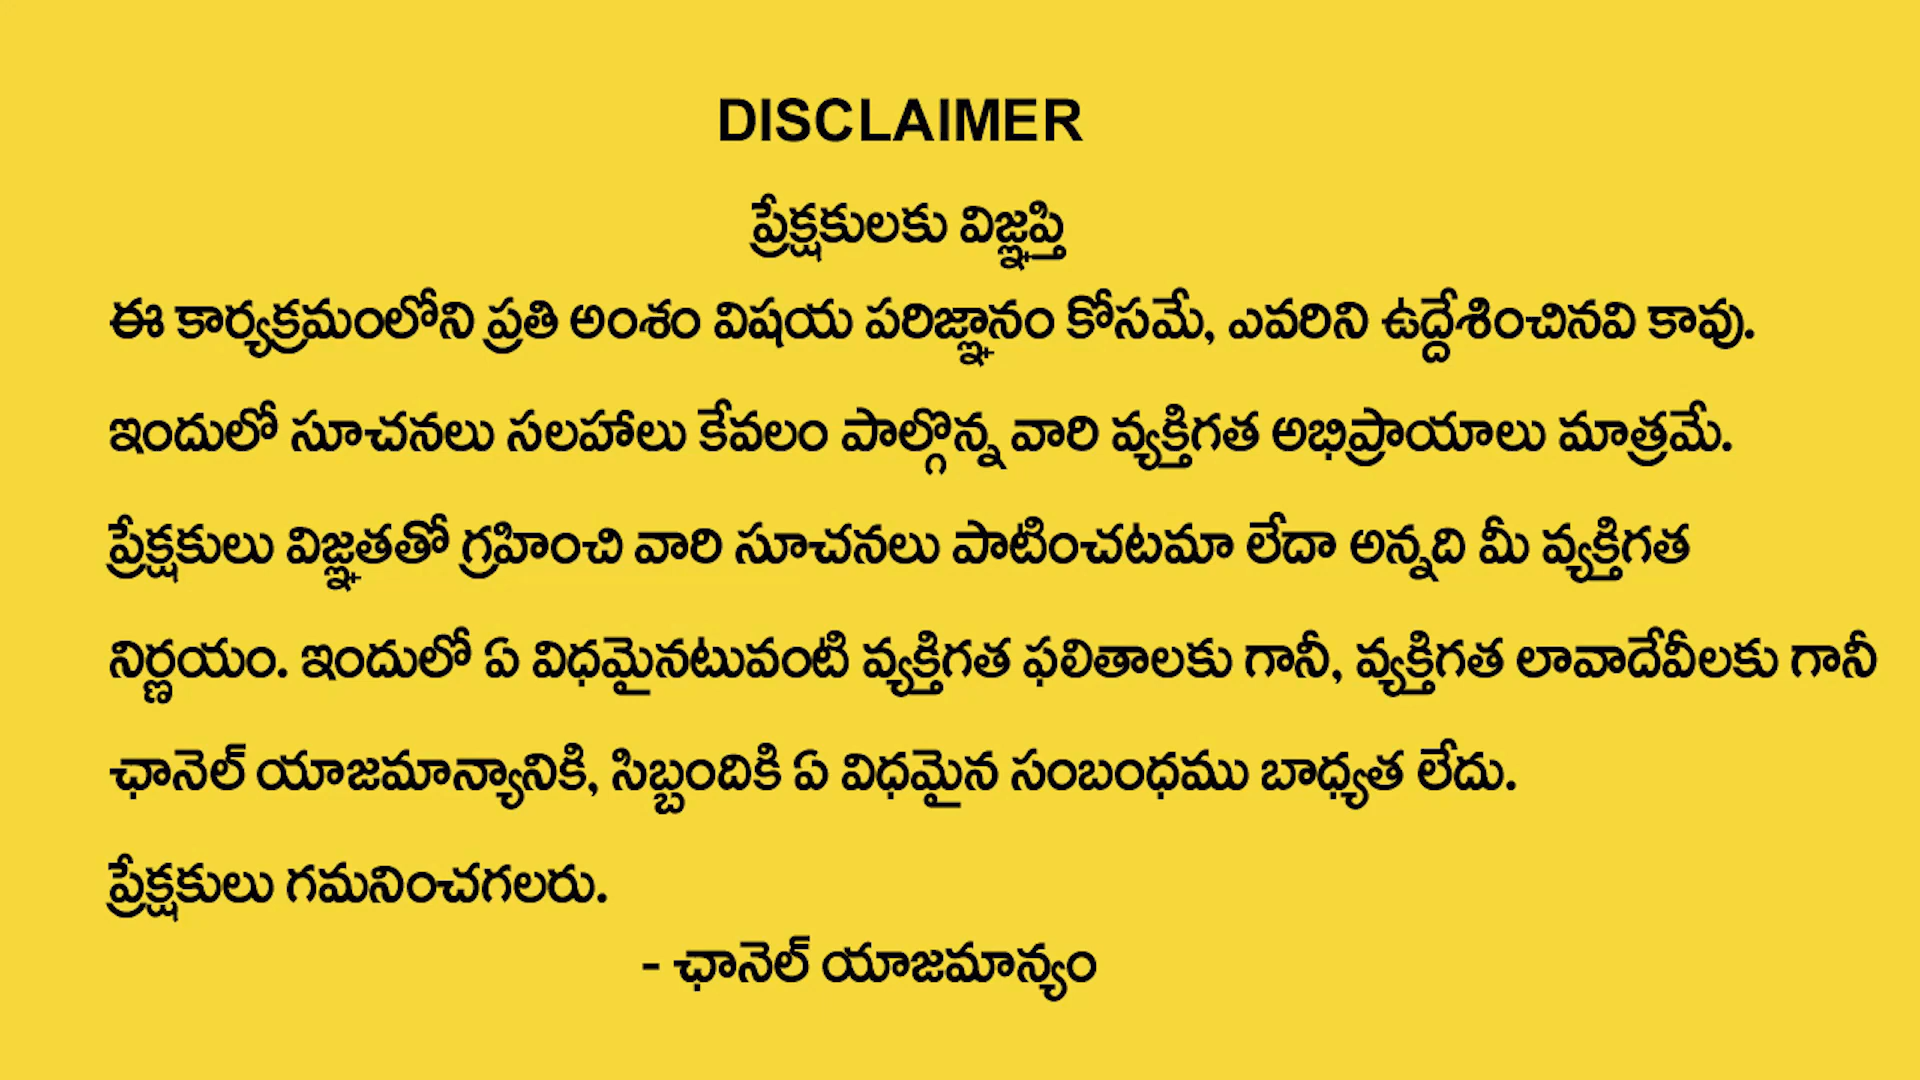 DISCLAIMER
ప్రేక్షకులకు విజ్ఞప్తి
ఈ కార్యక్రమంలోని ప్రతి అంశం విషయ పరిజ్ఞానం కోసమే, ఎవరిని ఉద్దేశించినవి కావు.
ఇందులో సూచనలు సలహాలు కేవలం పాల్గొన్న వారి వ్యక్తిగత అభిప్రాయాలు మాత్రమే.
ప్రేక్షకులు విజ్ఞతతో గ్రహించి వారి సూచనలు పాటించటమా లేదా అన్నది మీ వ్యక్తిగత
నిర్ణయం. ఇందులో ఏ విధమైనటువంటి వ్యక్తిగత ఫలితాలకు గానీ, వ్యక్తిగత లావాదేవీలకు గానీ
ఛానెల్ యాజమాన్యానికి, సిబ్బందికి ఏ విధమైన సంబంధము బాధ్యత లేదు.
ప్రేక్షకులు గమనించగలరు.
- ఛానెల్ యాజమాన్యం